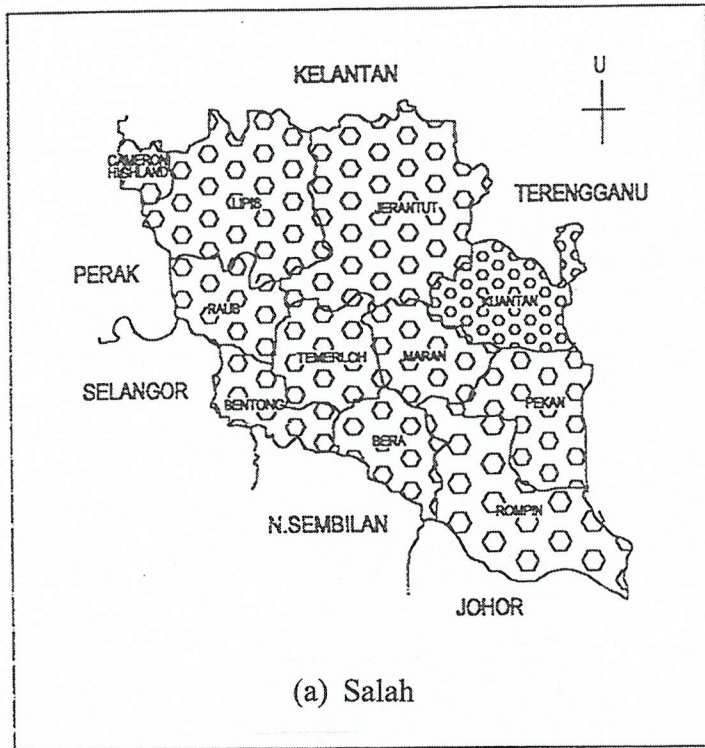 KELANTAN
U
CAMERON
HIGHLAND
LIPIS
JERANTUT
TERENGGANU
PERAK
KUANTAN
RAUB
TEMERLOH
MARAN
SELANGOR
BENTONG
PEKAN
BERA
ROMPIN
N.SEMBILAN
JOHOR
(a) Salah